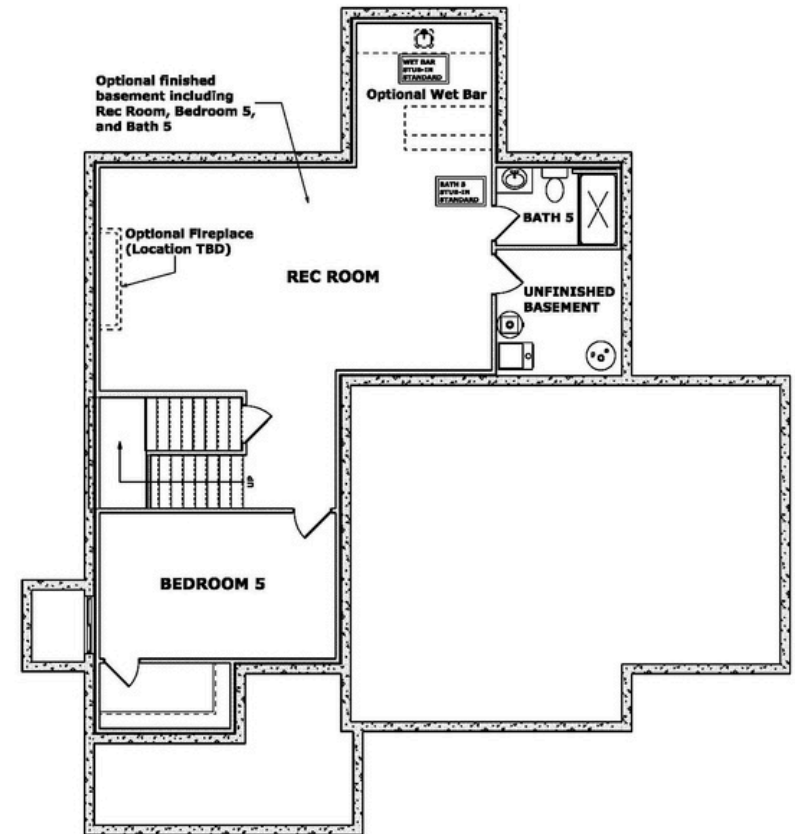 WET BAR
STUB-IN
STANDARD
Optional Wet Bar
Optional finished
basement including
Rec Room, Bedroom 5,
and Bath 5
BATH 5
STUB-IN
STANDARD
BATH 5
Optional Fireplace
(Location TBD)
REC ROOM
UNFINISHED
BASEMENT
UP
BEDROOM 5